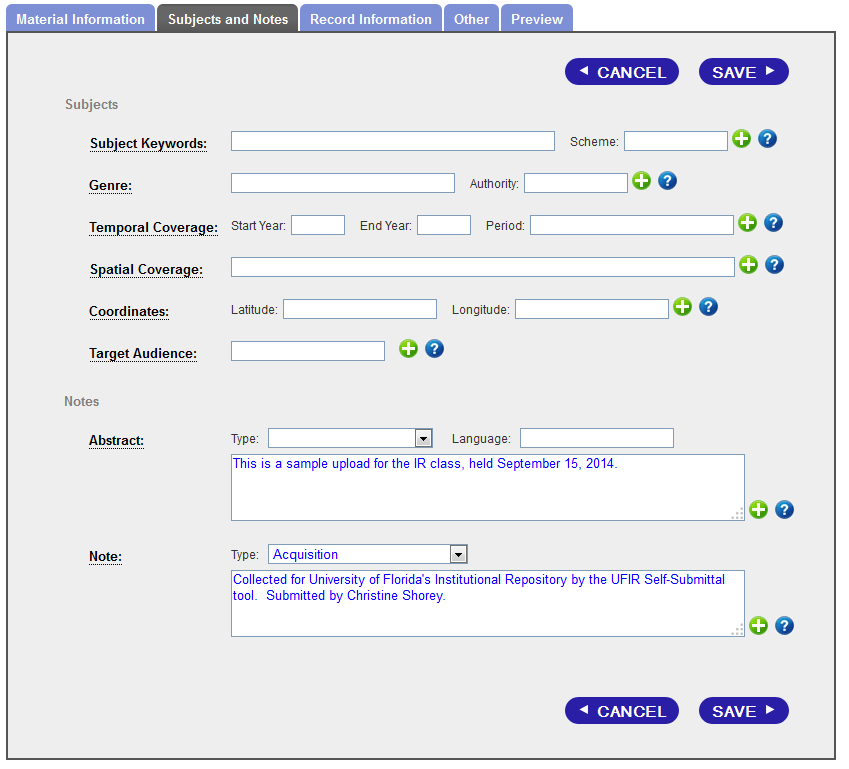 Material Information Subjects and Notes Record Information Other Preview
CANCEL SAVE
Subjects
Subject Keywords: Scheme:
Genre: Authority:
Temporal Coverage: Start Year: End Year: Period:
Spatial Coverage:
Coordinates: Latitude: Longitude:
Target Audience:
Notes
Abstract: Type: Language:
This is a sample upload for the IR class, held September 15, 2014.
Note: Type: Acquisition
Collected for University of Florida's Institutional Repository by the UFIR Self-Submittal
tool.  Submitted by Christine Shorey.
CANCEL SAVE